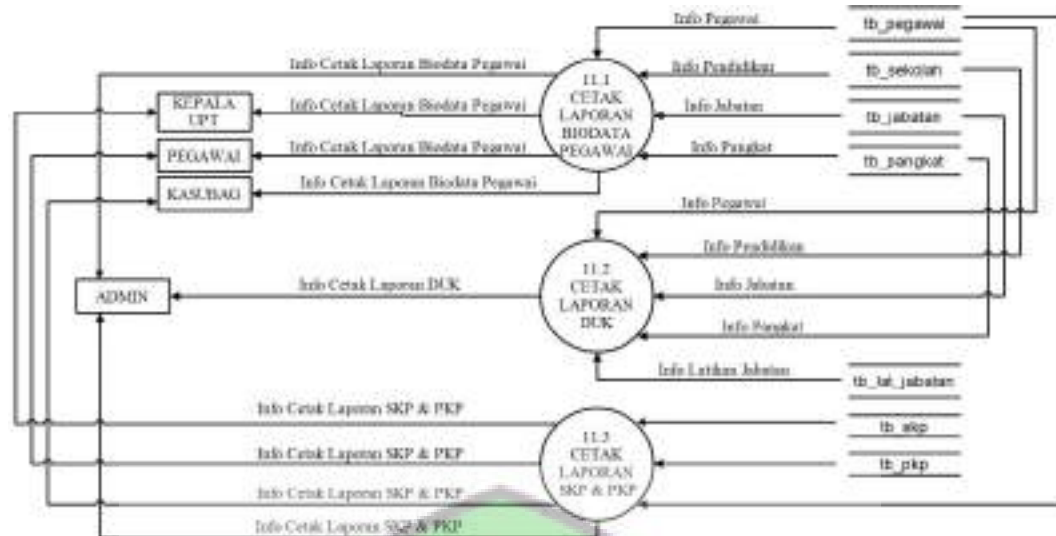 Info Pegawai
tb_pegawai
Info Cetak Laporan Biodata Pegawai
11.1
CETAK
LAPORAN
BIODATA
PEGAWAI
Info Pendidikan
tb_sekolah
KEPALA
UPT
Info Cetak Laporan Biodata Pegawai
Info Jabatan
tb_jabatan
PEGAWAI
Info Cetak Laporan Biodata Pegawai
Info Pangkat
tb_pangkat
KASUBAG
Info Cetak Laporan Biodata Pegawai
Info Pegawai
11.2
CETAK
LAPORAN
DUK
Info Pendidikan
ADMIN
Info Cetak Laporan DUK
Info Jabatan
Info Pangkat
Info Latihan Jabatan
tb_lat_jabatan
Info Cetak Laporan SKP & PKP
11.3
CETAK
LAPORAN
SKP & PKP
tb_skp
Info Cetak Laporan SKP & PKP
tb_pkp
Info Cetak Laporan SKP & PKP
Info Cetak Laporan SKP & PKP